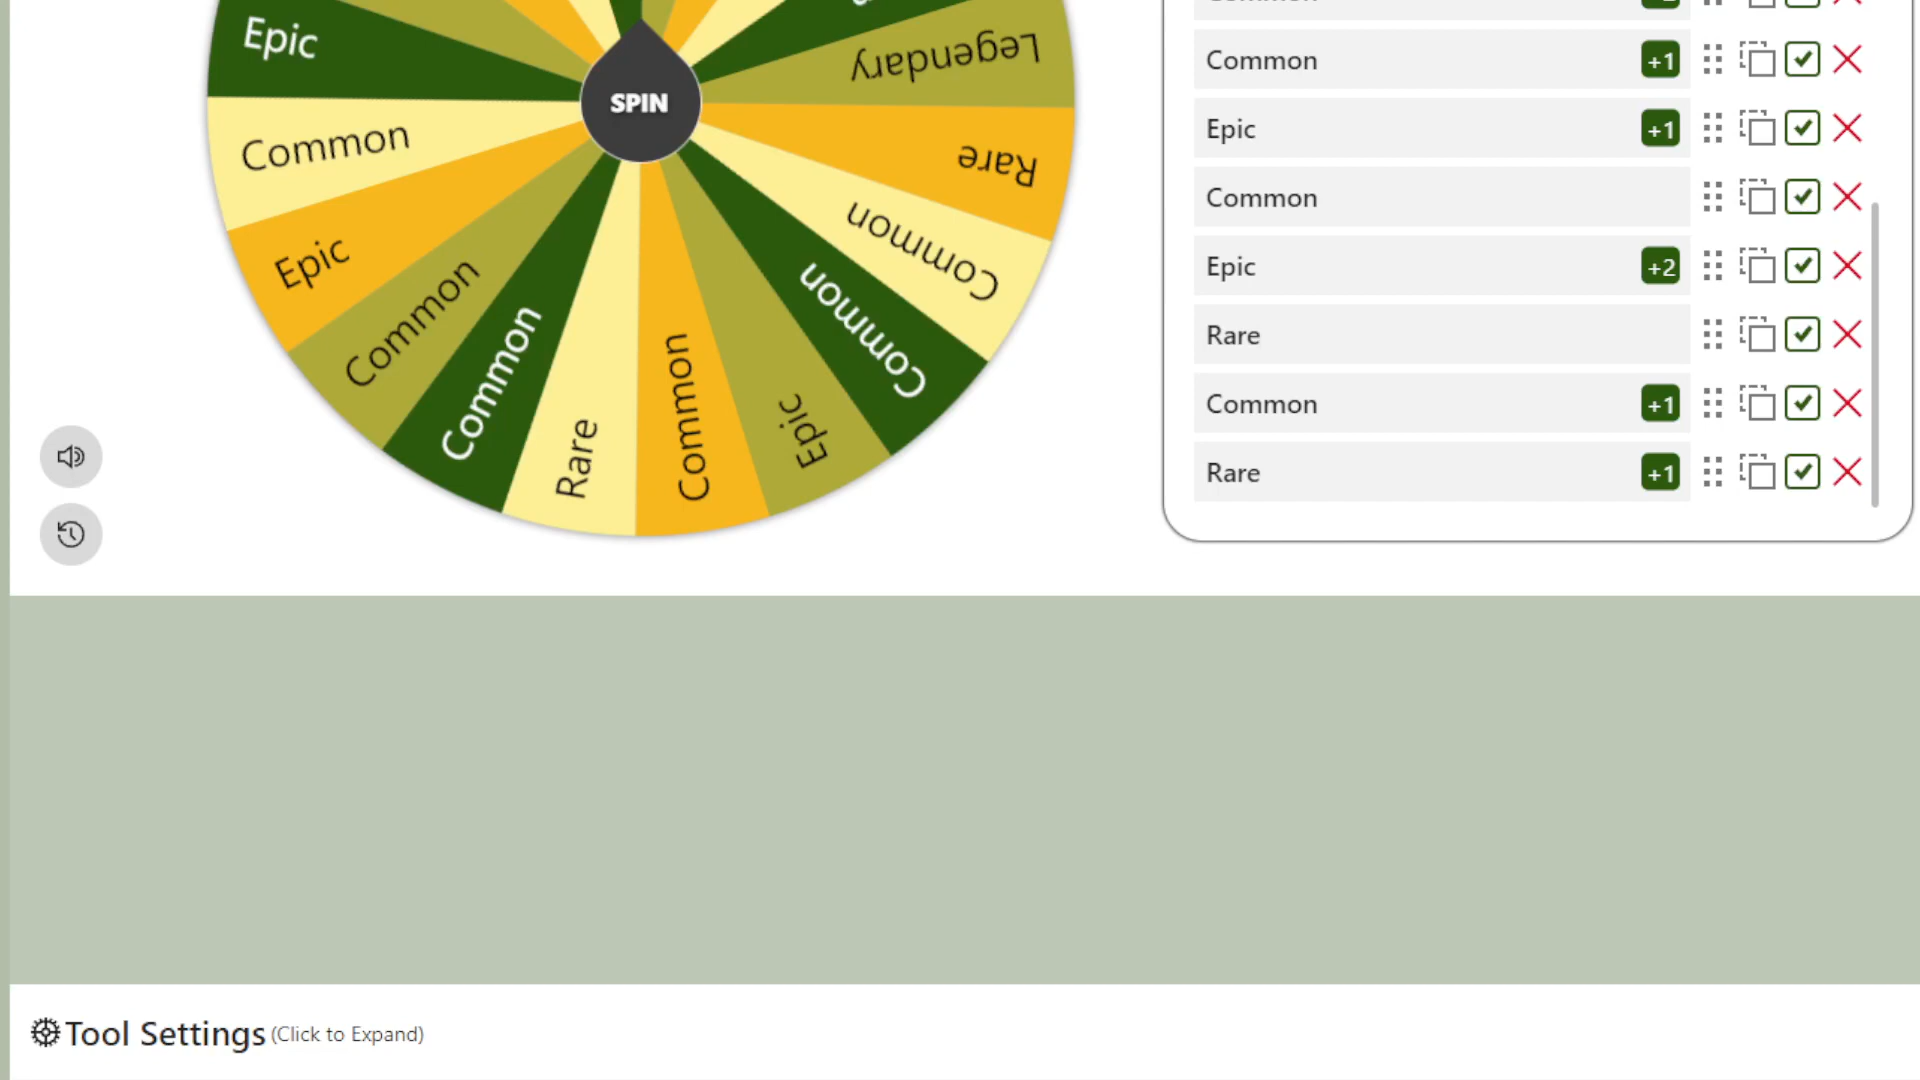 Epic
Common
Epic
Common
Common
Rare
Common
Epic
Common
Common
Rare
Legendary
SPIN
Common +1
Epic +1
Common
Epic +2
Rare
Common +1
Rare +1
Tool Settings (Click to Expand)